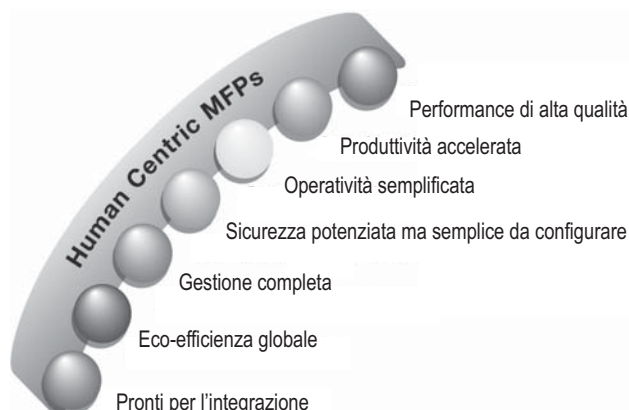 Human Centric MFPs
Performance di alta qualità
Produttività accelerata
Operatività semplificata
Sicurezza potenziata ma semplice da configurare
Gestione completa
Eco-efficienza globale
Pronti per l'integrazione